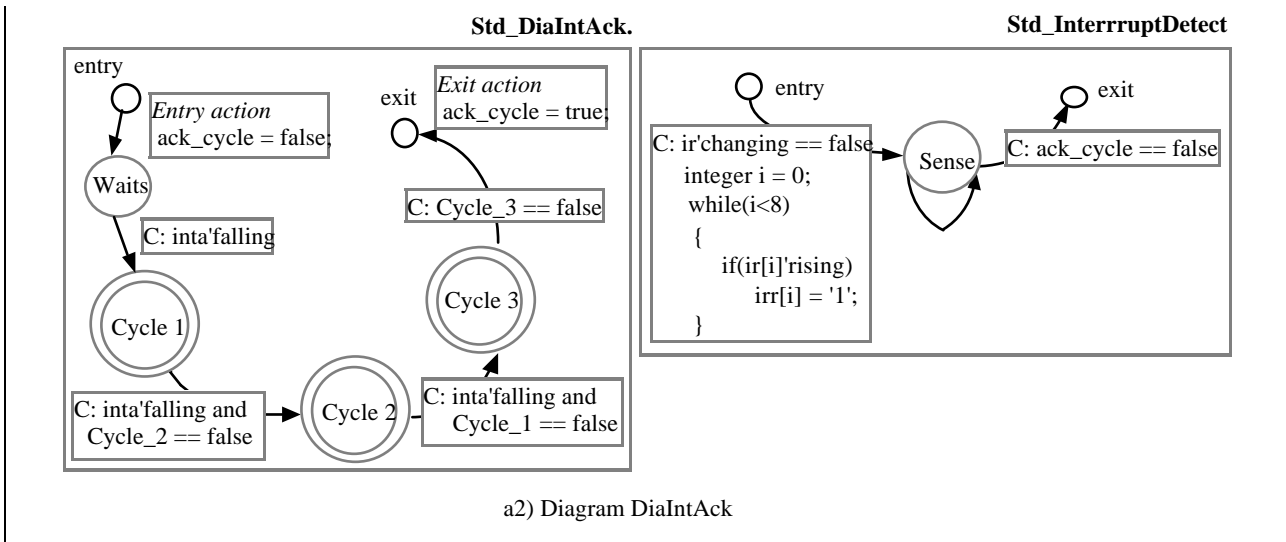 Std_DiaIntAck.
entry
Entry action
ack_cycle = false;
exit
Exit action
ack_cycle = true;
Waits
C: inta'falling
C: Cycle_3 == false
Cycle 1
Cycle 3
C: inta'falling and
Cycle_2 == false
Cycle 2
C: inta'falling and
Cycle_1 == false
Std_InterrruptDetect
entry
exit
C: ir'changing == false
integer i = 0;
while(i<8)
{
if(ir[i]'rising)
irr[i] = '1';
}
Sense
C: ack_cycle == false
a2) Diagram DiaIntAck